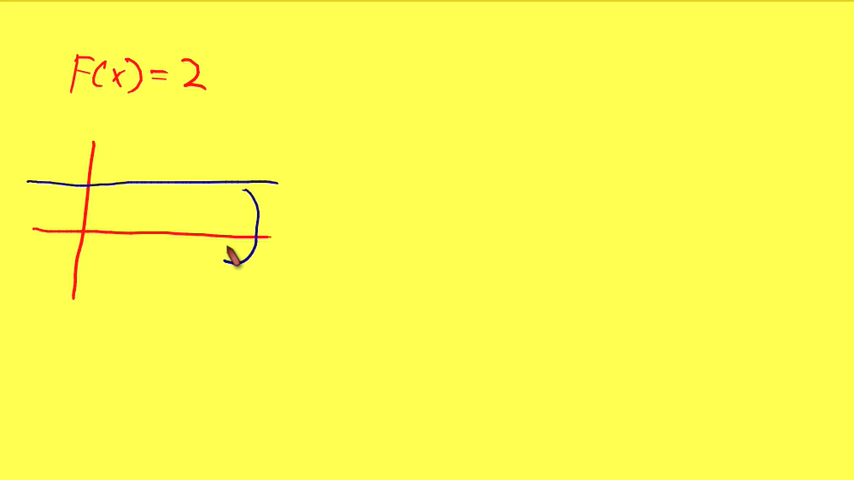 F(x) = 2